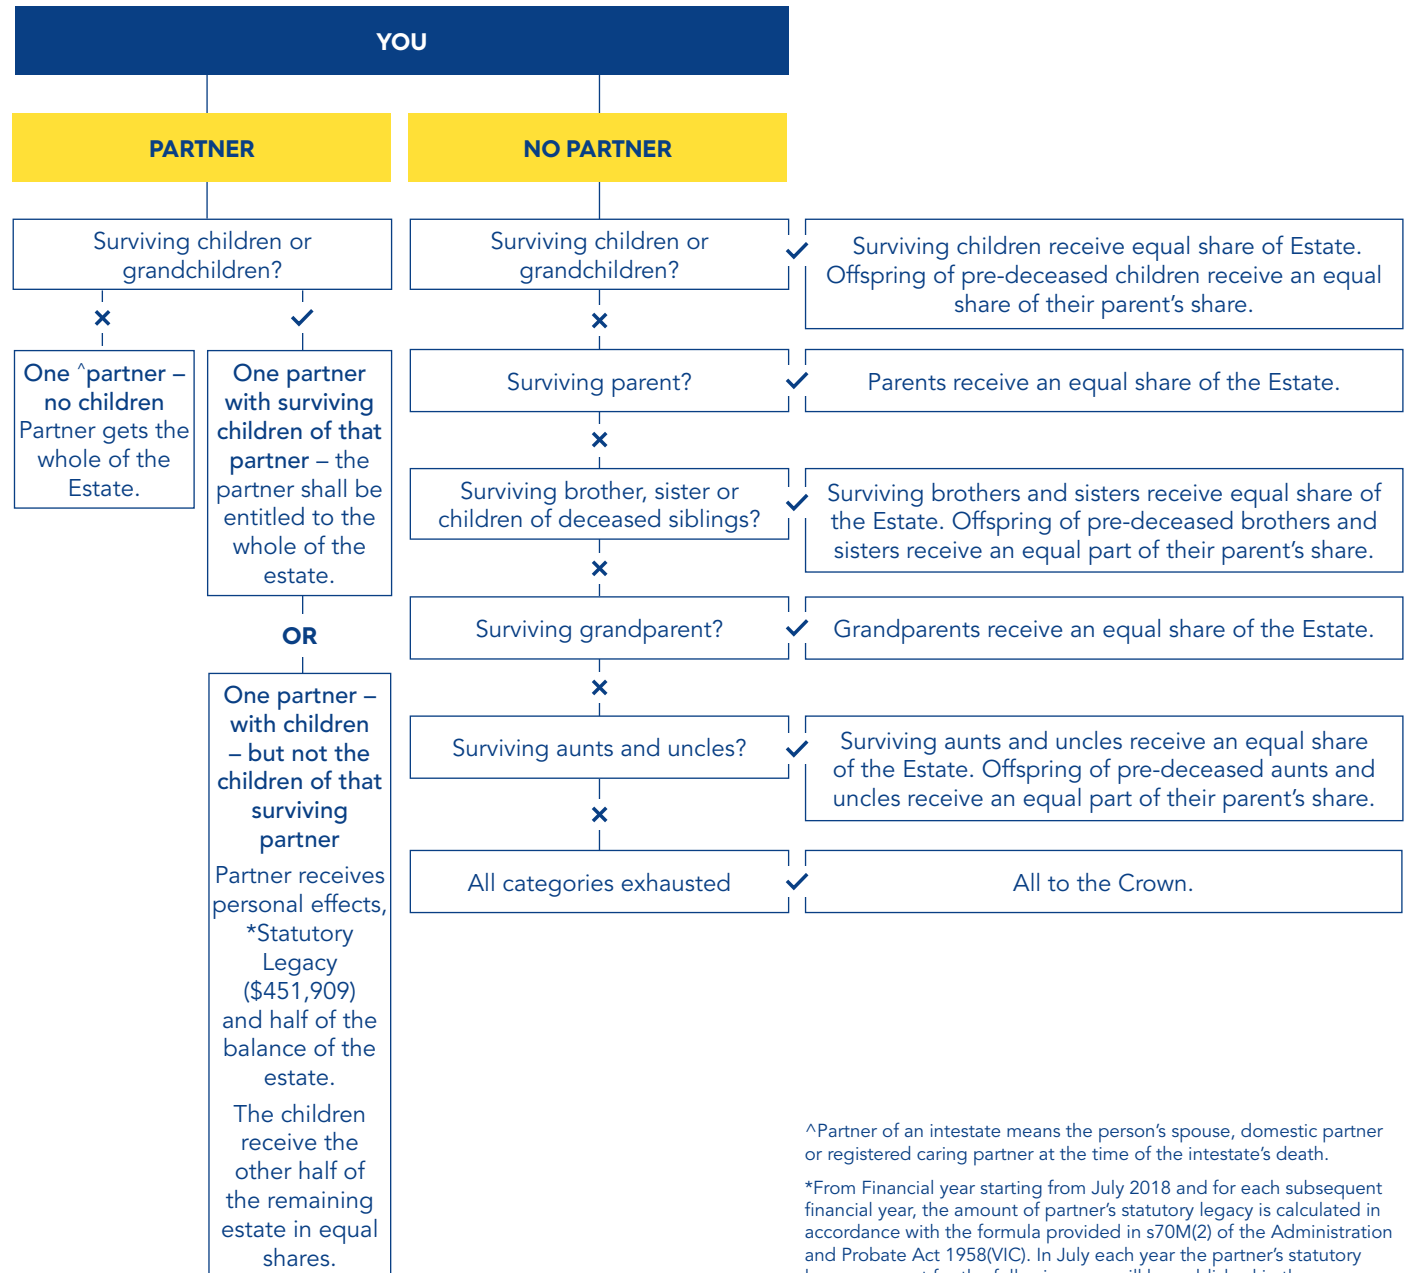 YOU
PARTNER
NO PARTNER
Surviving children or
grandchildren?
One ^partner –
no children
Partner gets the
whole of the
Estate.
One partner
with surviving
children of that
partner – the
partner shall be
entitled to the
whole of the
estate.
OR
One partner –
with children
– but not the
children of that
surviving
partner
Partner receives
personal effects,
*Statutory
Legacy
($451,909)
and half of the
balance of the
estate.
The children
receive the
other half of
the remaining
estate in equal
shares.
Surviving children or
grandchildren?
Surviving children receive equal share of Estate.
Offspring of pre-deceased children receive an equal
share of their parent's share.
Surviving parent?
Parents receive an equal share of the Estate.
Surviving brother, sister or
children of deceased siblings?
Surviving brothers and sisters receive equal share of
the Estate. Offspring of pre-deceased brothers and
sisters receive an equal part of their parent's share.
Surviving grandparent?
Grandparents receive an equal share of the Estate.
Surviving aunts and uncles?
Surviving aunts and uncles receive an equal share
of the Estate. Offspring of pre-deceased aunts and
uncles receive an equal part of their parent's share.
All categories exhausted
All to the Crown.
^Partner of an intestate means the person's spouse, domestic partner
or registered caring partner at the time of the intestate's death.
*From Financial year starting from July 2018 and for each subsequent
financial year, the amount of partner's statutory legacy is calculated in
accordance with the formula provided in s70M(2) of the Administration
and Probate Act 1958(VIC). In July each year the partner's statutory